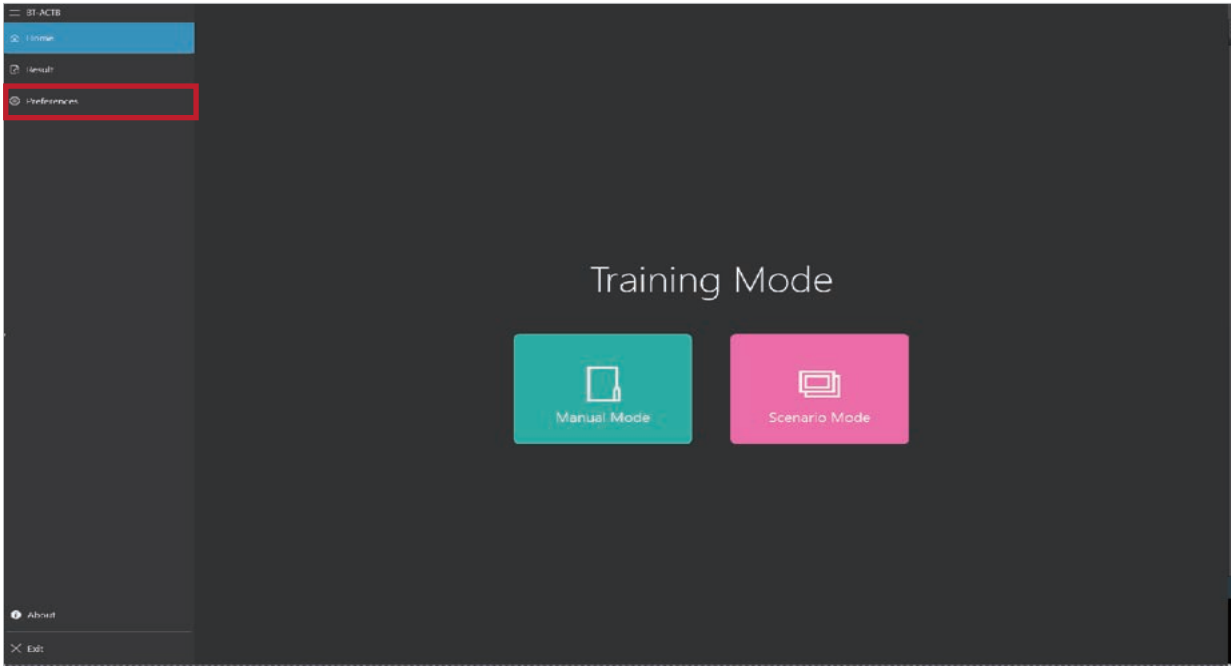 BT-ACTB
Home
Result
Preferences
Training Mode
Manual Mode
Scenario Mode
About
Exit